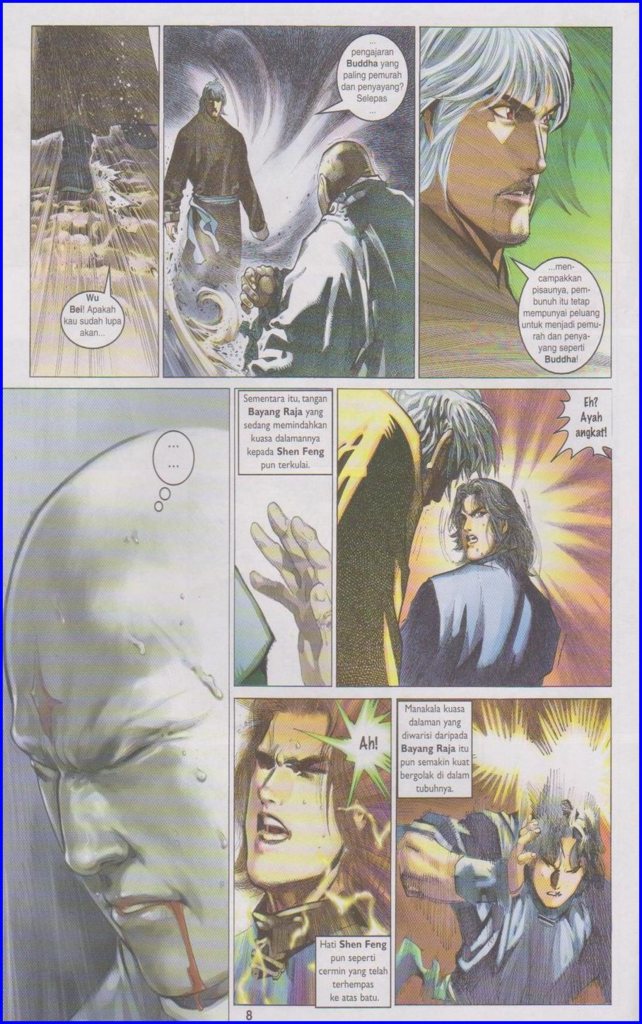 Wu
Bei! Apakah
kau sudah lupa
akan...
...
pengajaran
Buddha yang
paling pemurah
dan penyayang?
Selepas
...
...men-
campakkan
pisaunya, pem-
bunuh itu tetap
mempunyai peluang
untuk menjadi pemu-
rah dan penya-
yang seperti
Buddha!
...
...
Sementara itu, tangan
Bayang Raja yang
sedang memindahkan
kuasa dalamannya
kepada Shen Feng
pun terkulai.
Eh?
Ayah
angkat!
Ah!
Hati Shen Feng
pun seperti
cermin yang telah
terhempas
ke atas batu.
Manakala kuasa
dalaman yang
diwarisi daripada
Bayang Raja itu
pun semakin kuat
bergolak di dalam
tubuhnya.
8